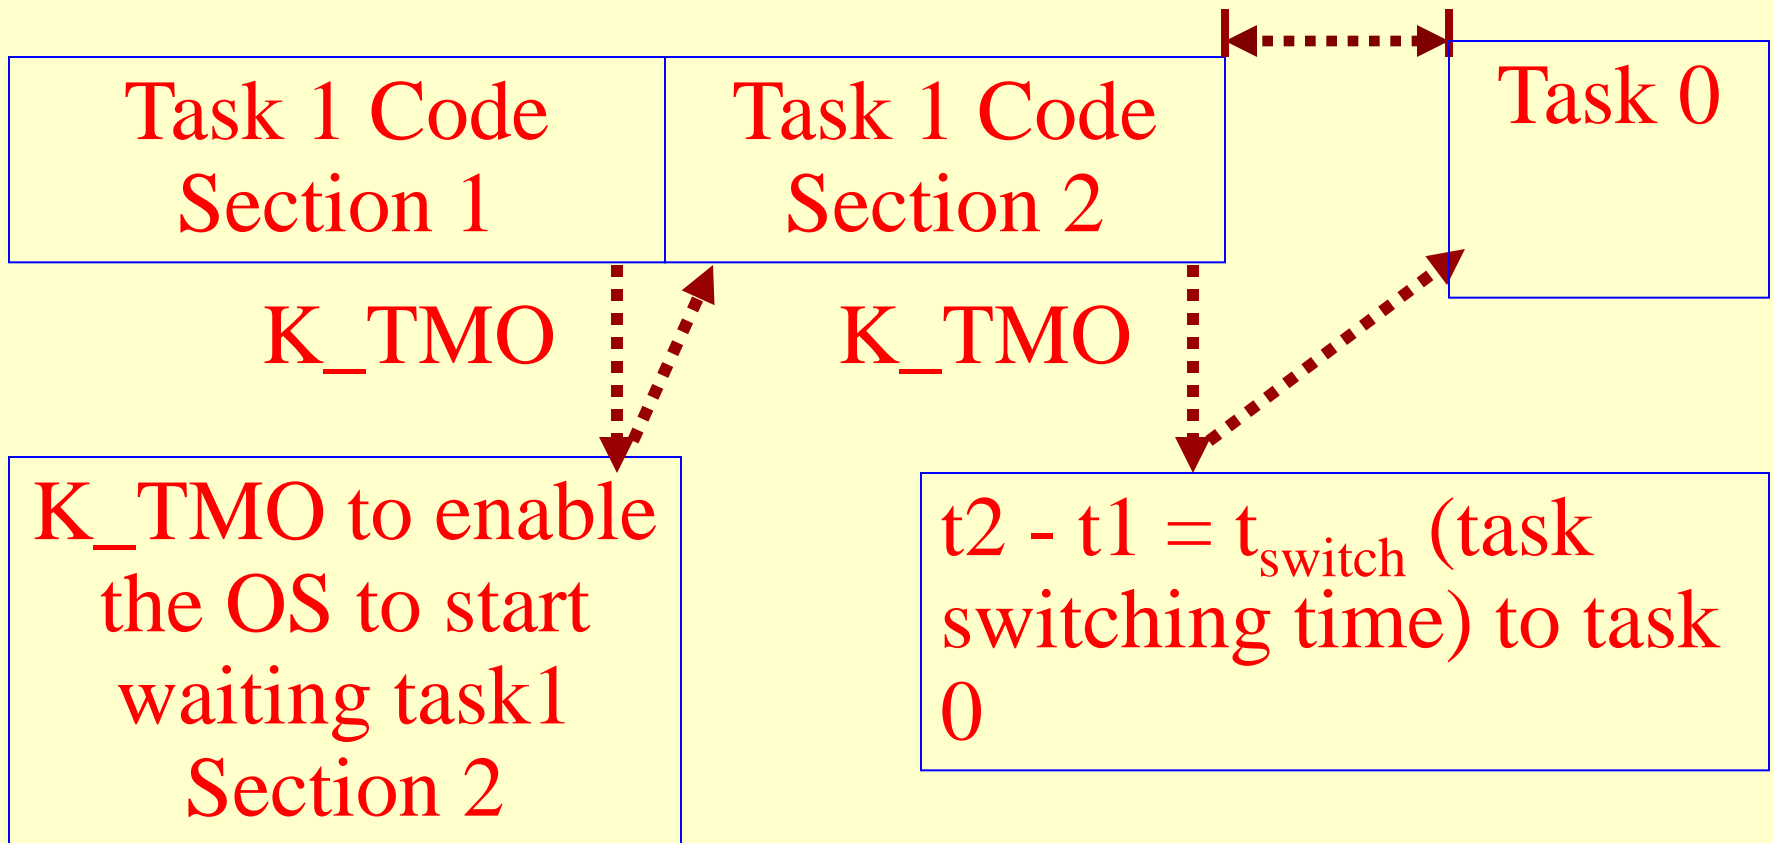 Task 1 Code
Section 1
Task 1 Code
Section 2
Task 0
K_TMO
K_TMO
K_TMO to enable
the OS to start
waiting task1
Section 2
t2 - t1 = tswitch (task
switching time) to task
0